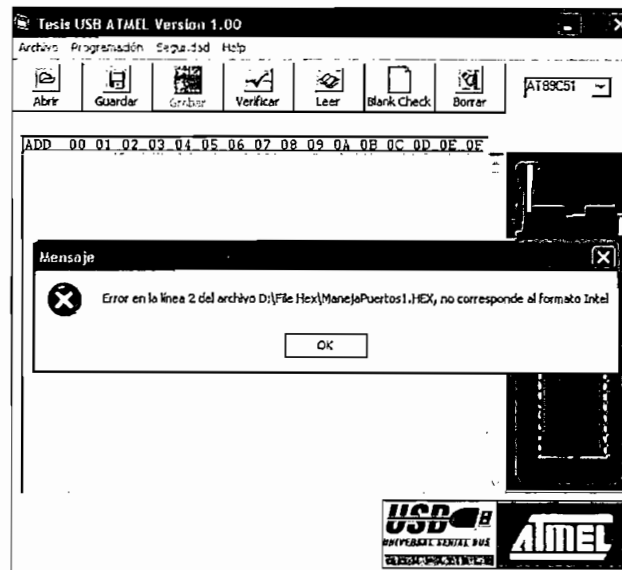 Tesis USB ATMEL Version 1.00
Archivo Programación Seguridad Help
Abrir Guardar Grabar Verificar Leer Blank Check Borrar AT89C51
ADD 00 01 02 03 04 05 06 07 08 09 0A 0B 0C 0D 0E 0F
Mensaje
Error en la línea 2 del archivo D:\File Hex\ManejaPuertos1.HEX, no corresponde al formato Intel
OK
USB
UNIVERSAL SERIAL BUS
ATMEL